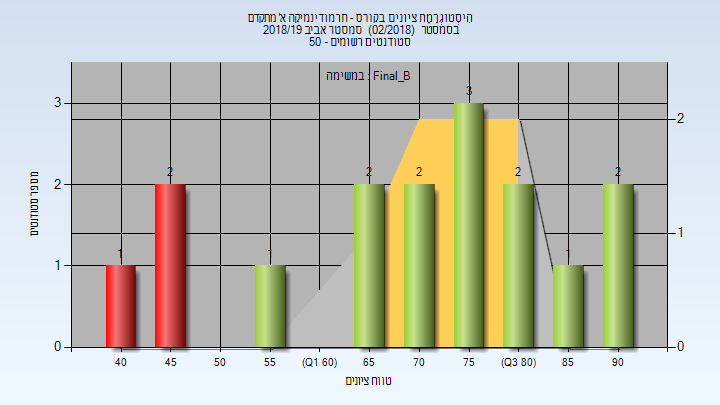 היסטוגרמת ציונים בקורס - תרמודינמיקה א' מתקדם
בסמסטר (02/2018) סמסטר אביב 2018/19
סטודנטים רשומים - 50
במשימה : Final_B
מספר סטודנטים
3
2
1
0
2
1
0
1
2
1
2
2
3
2
1
2
40 45 50 55 (Q1 60) 65 70 75 (Q3 80) 85 90
טווח ציונים